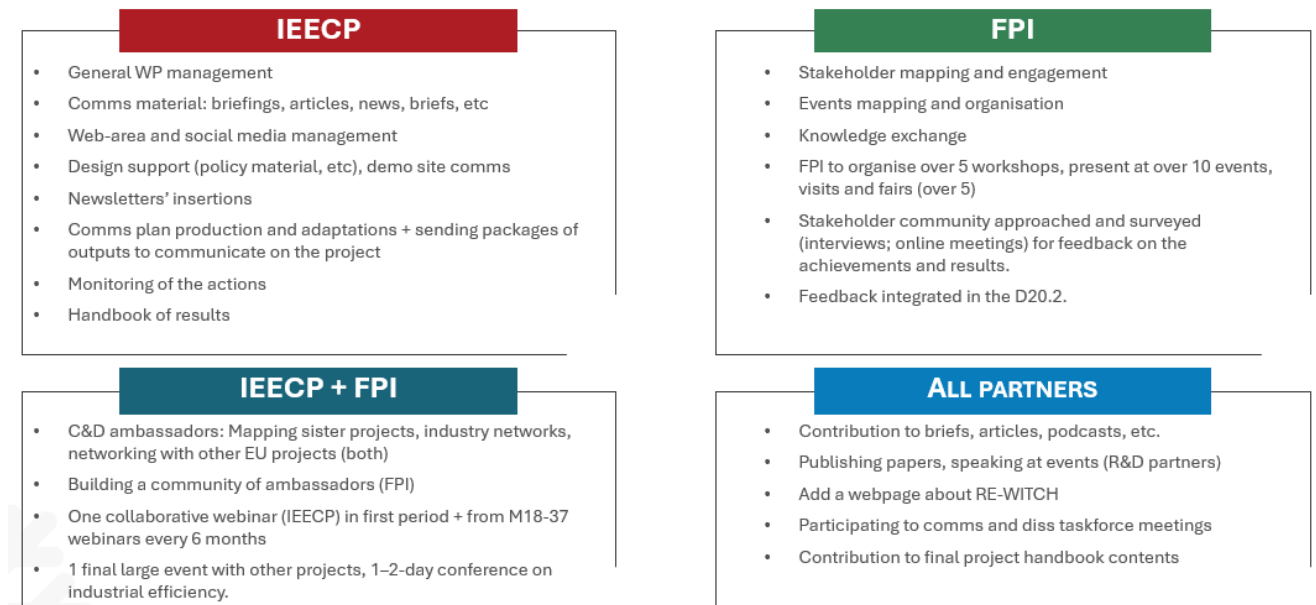 IEECP
• General WP management
• Comms material: briefings, articles, news, briefs, etc
• Web-area and social media management
• Design support (policy material, etc), demo site comms
• Newsletters’ insertions
• Comms plan production and adaptations + sending packages of
outputs to communicate on the project
• Monitoring of the actions
• Handbook of results
FPI
• Stakeholder mapping and engagement
• Events mapping and organisation
• Knowledge exchange
• FPI to organise over 5 workshops, present at over 10 events,
visits and fairs (over 5)
• Stakeholder community approached and surveyed
(interviews; online meetings) for feedback on the
achievements and results.
• Feedback integrated in the D20.2.
IEECP + FPI
• C&D ambassadors: Mapping sister projects, industry networks,
networking with other EU projects (both)
• Building a community of ambassadors (FPI)
• One collaborative webinar (IEECP) in first period + from M18-37
webinars every 6 months
• 1 final large event with other projects, 1–2-day conference on
industrial efficiency.
ALL PARTNERS
• Contribution to briefs, articles, podcasts, etc.
• Publishing papers, speaking at events (R&D partners)
• Add a webpage about RE-WITCH
• Participating to comms and diss taskforce meetings
• Contribution to final project handbook contents